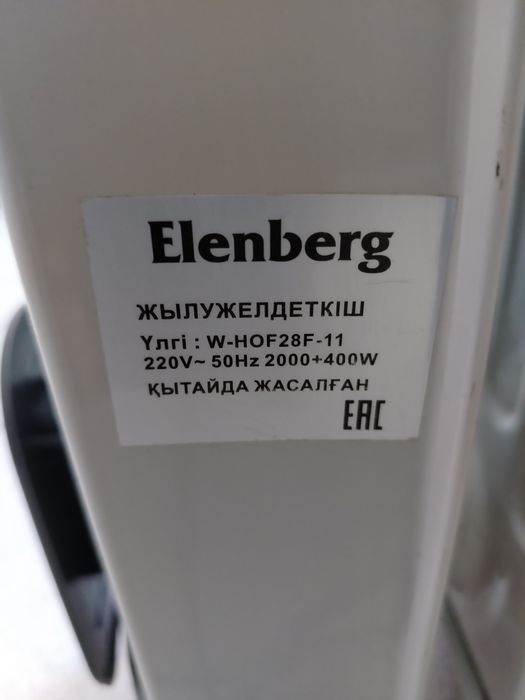 Elenberg
ЖЫЛУЖЕЛДЕТКІШ
Үлгі : W-HOF28F-11
220V~ 50Hz 2000+400W
ҚЫТАЙДА ЖАСАЛҒАН
EAC